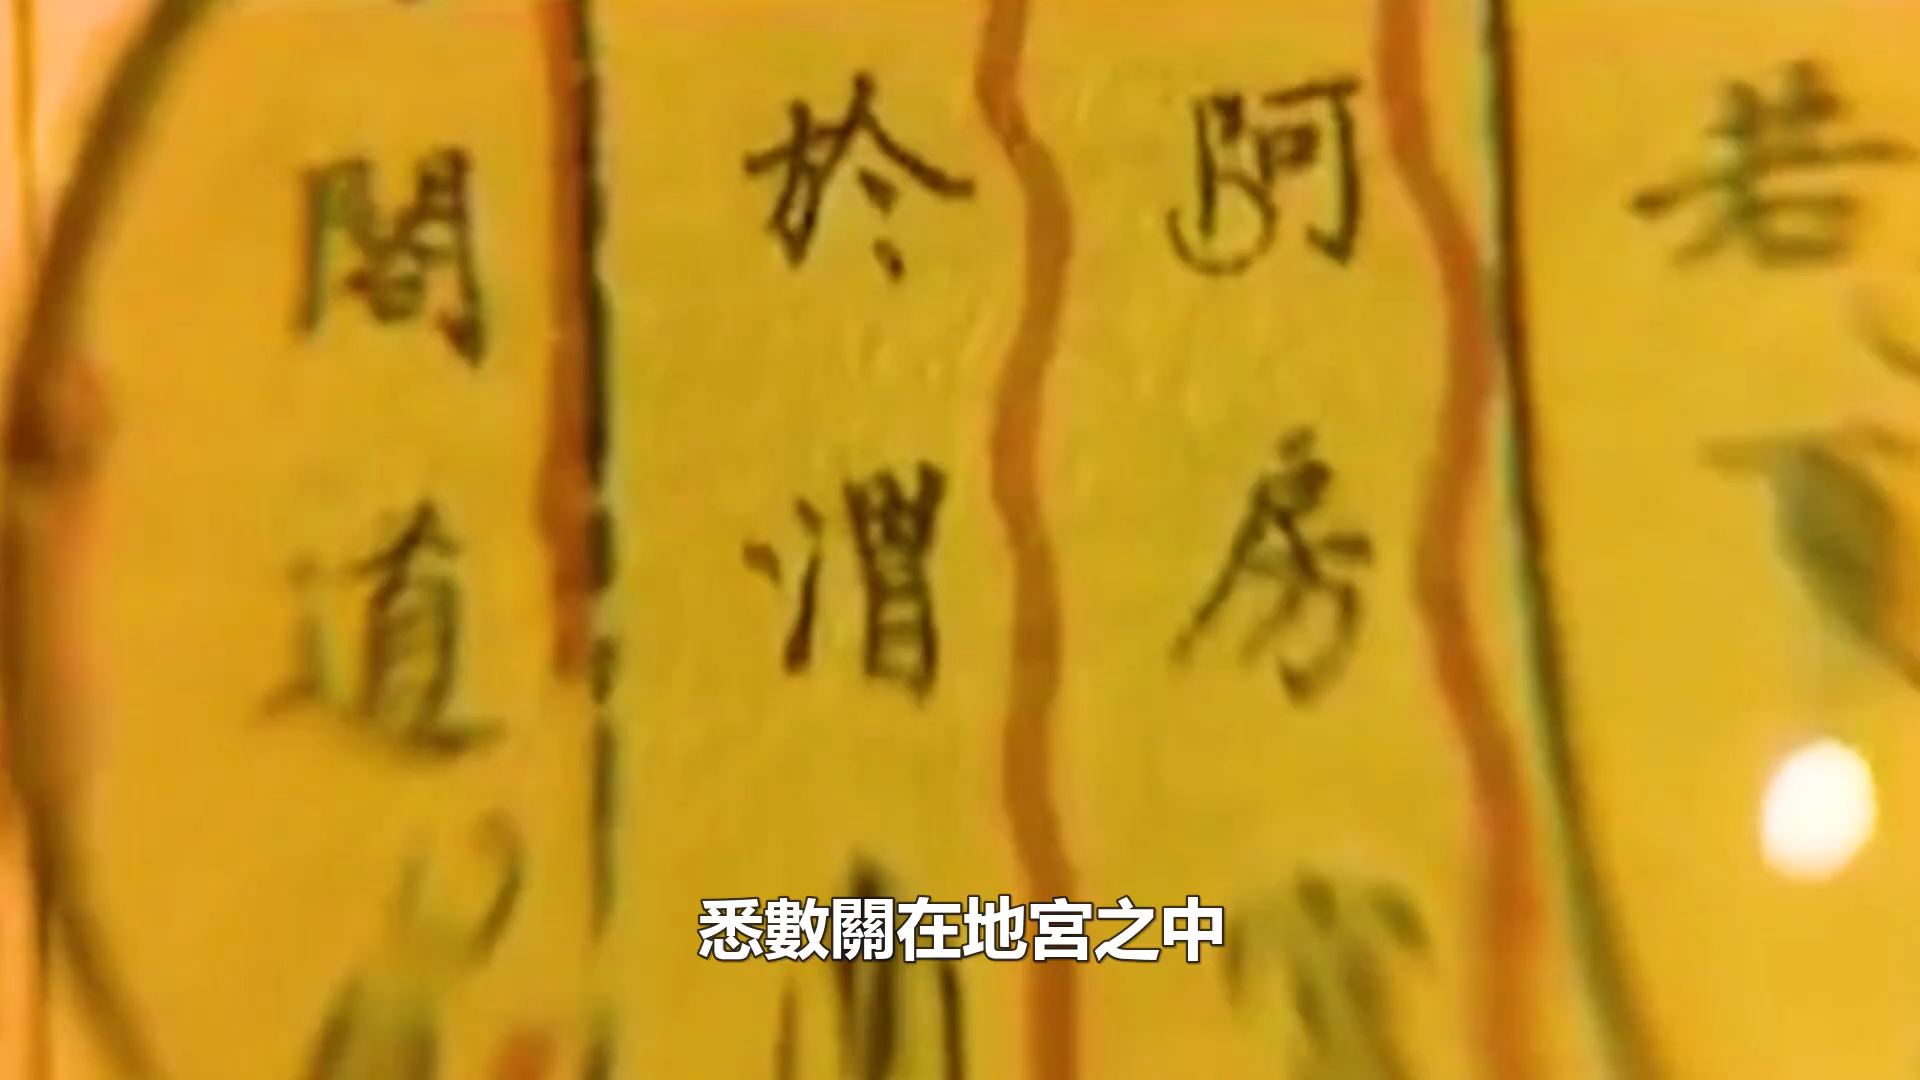 若
阿房
於渭
閣道
悉數關在地宮之中